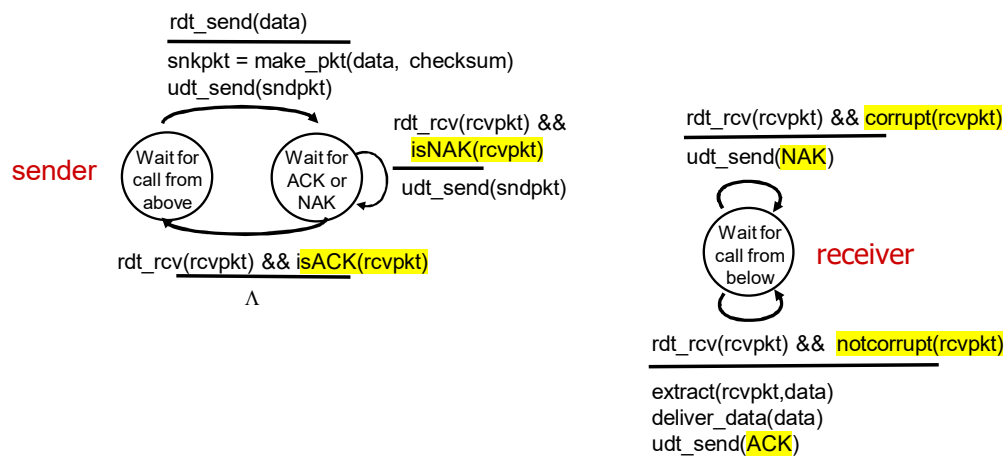 rdt_send(data)
snkpkt = make_pkt(data, checksum)
udt_send(sndpkt)
sender
Wait for
call from
above
Wait for
ACK or
NAK
rdt_rcv(rcvpkt) &&
isNAK(rcvpkt)
udt_send(sndpkt)
rdt_rcv(rcvpkt) && isACK(rcvpkt)
Λ
rdt_rcv(rcvpkt) && corrupt(rcvpkt)
udt_send(NAK)
Wait for
call from
below
receiver
rdt_rcv(rcvpkt) && notcorrupt(rcvpkt)
extract(rcvpkt,data)
deliver_data(data)
udt_send(ACK)